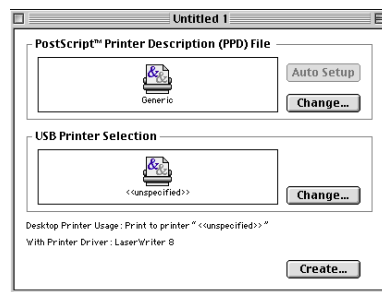 Untitled 1
PostScript™ Printer Description (PPD) File
Auto Setup
Generic
Change...
USB Printer Selection
<<unspecified>>
Change...
Desktop Printer Usage: Print to printer "<<unspecified>>"
With Printer Driver: LaserWriter 8
Create...